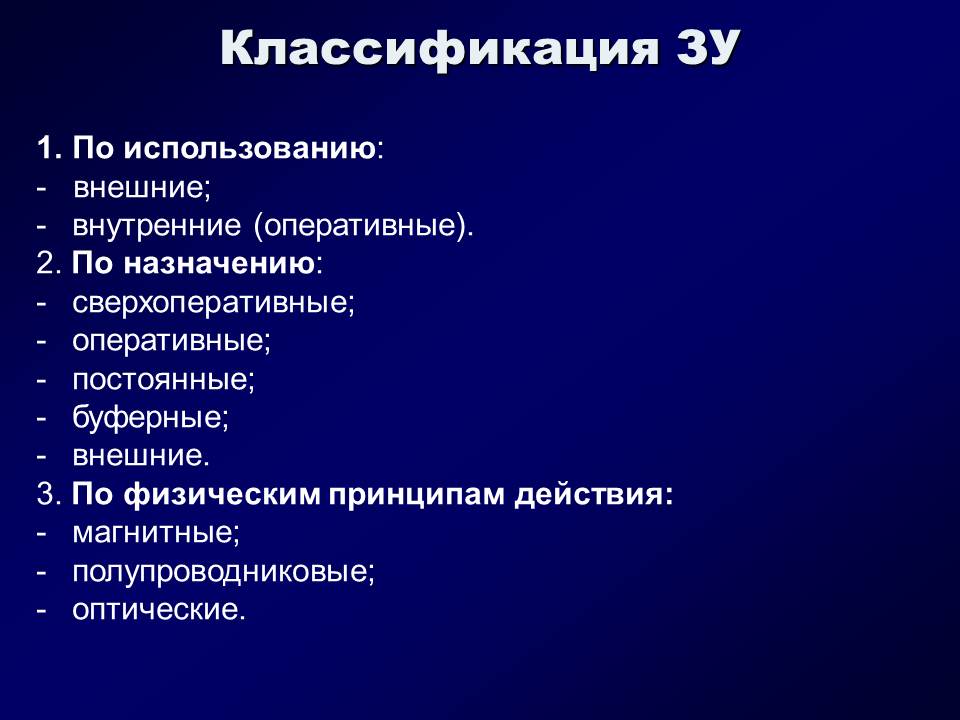 Классификация ЗУ
1. По использованию:
- внешние;
- внутренние (оперативные).
2. По назначению:
- сверхоперативные;
- оперативные;
- постоянные;
- буферные;
- внешние.
3. По физическим принципам действия:
- магнитные;
- полупроводниковые;
- оптические.